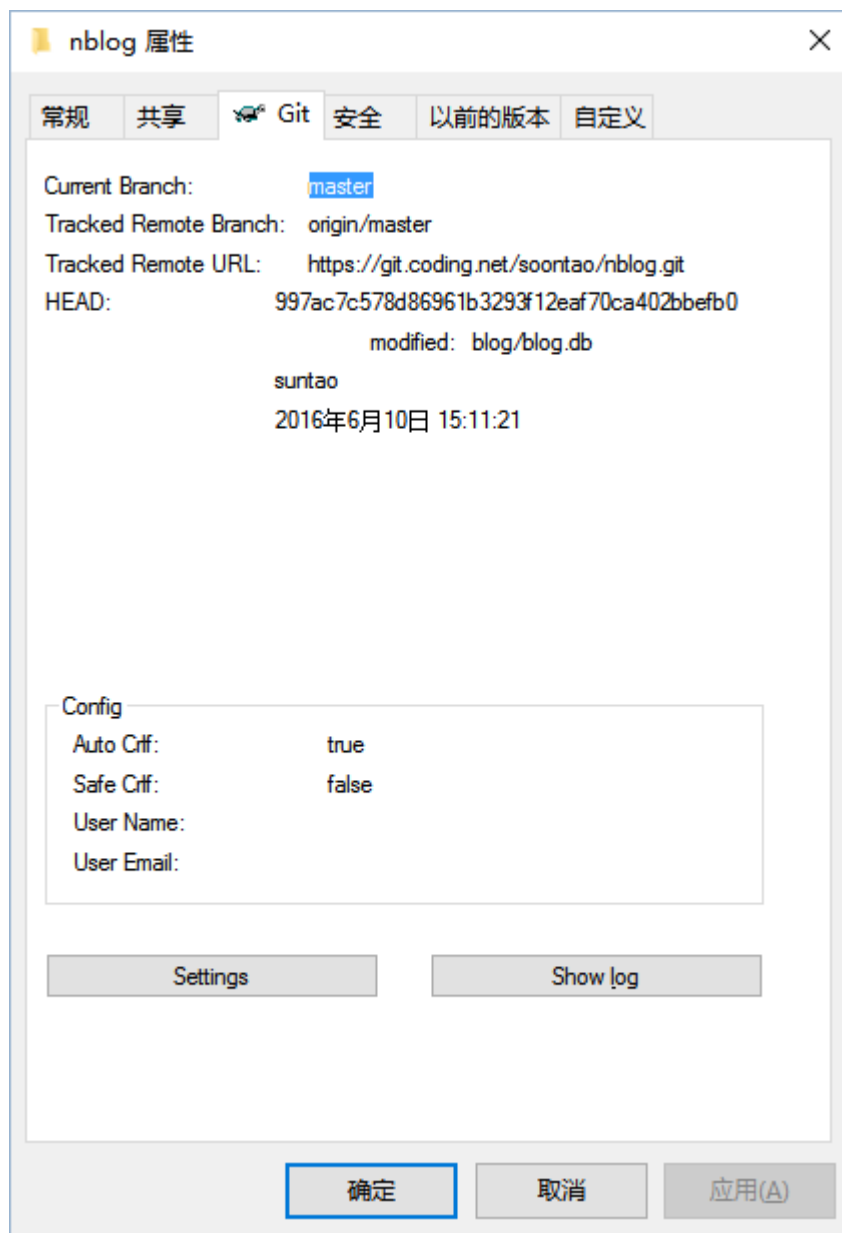 nblog 属性
常规 共享 Git 安全 以前的版本 自定义
Current Branch: master
Tracked Remote Branch: origin/master
Tracked Remote URL: https://git.coding.net/soontao/nblog.git
HEAD: 997ac7c578d86961b3293f12eaf70ca402bbefb0
modified: blog/blog.db
suntao
2016年6月10日 15:11:21
Config
Auto Crlf: true
Safe Crlf: false
User Name:
User Email:
Settings Show log
确定 取消 应用(A)